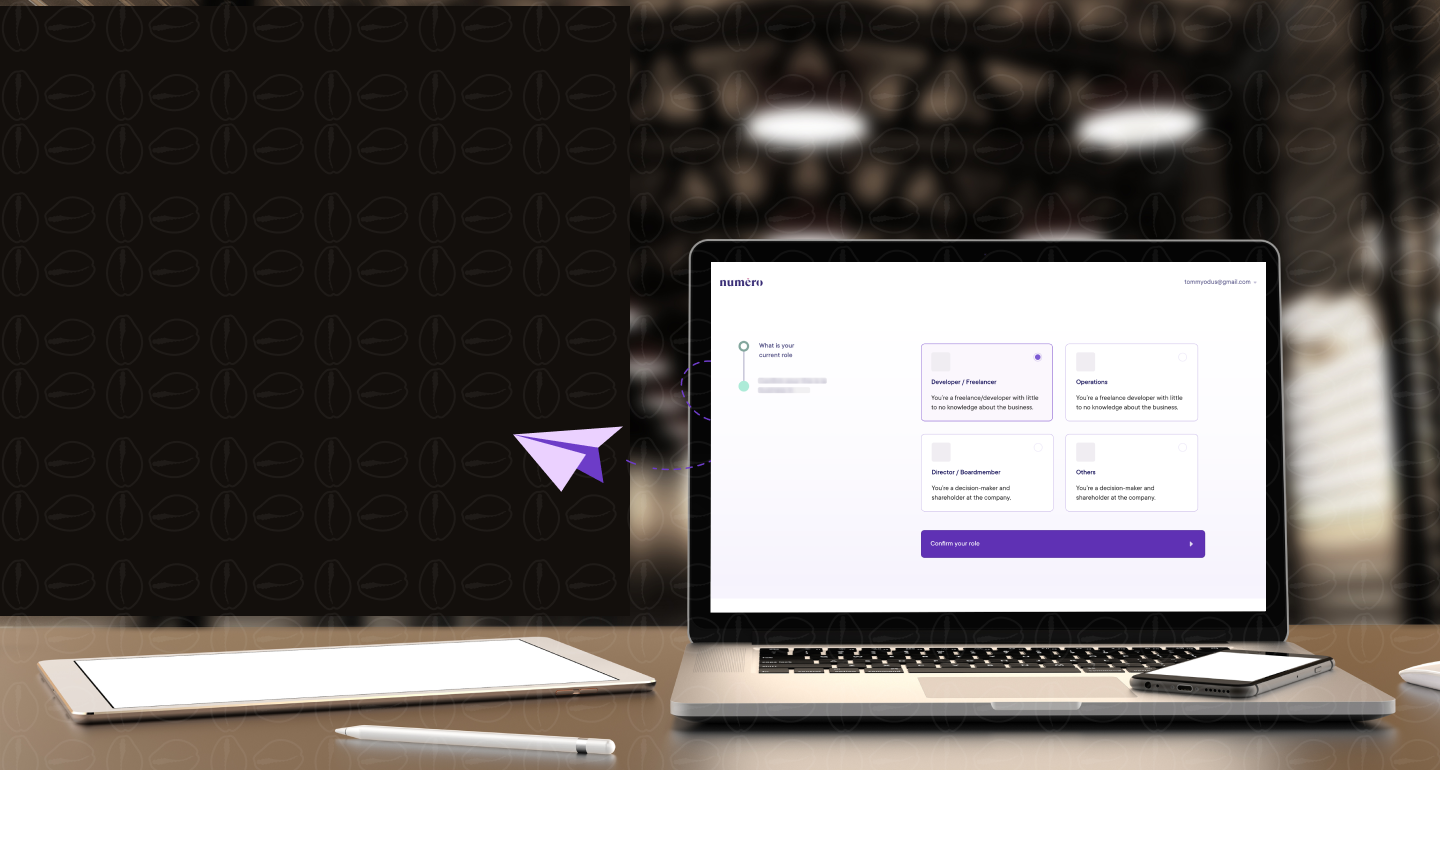 numéro
tommyodus@gmail.com
What is your
current role
Developer / Freelancer
You're a freelance/developer with little
to no knowledge about the business.
Operations
You're a freelance developer with little
to no knowledge about the business.
Director / Boardmember
You're a decision-maker and
shareholder at the company.
Others
You're a decision-maker and
shareholder at the company.
Confirm your role